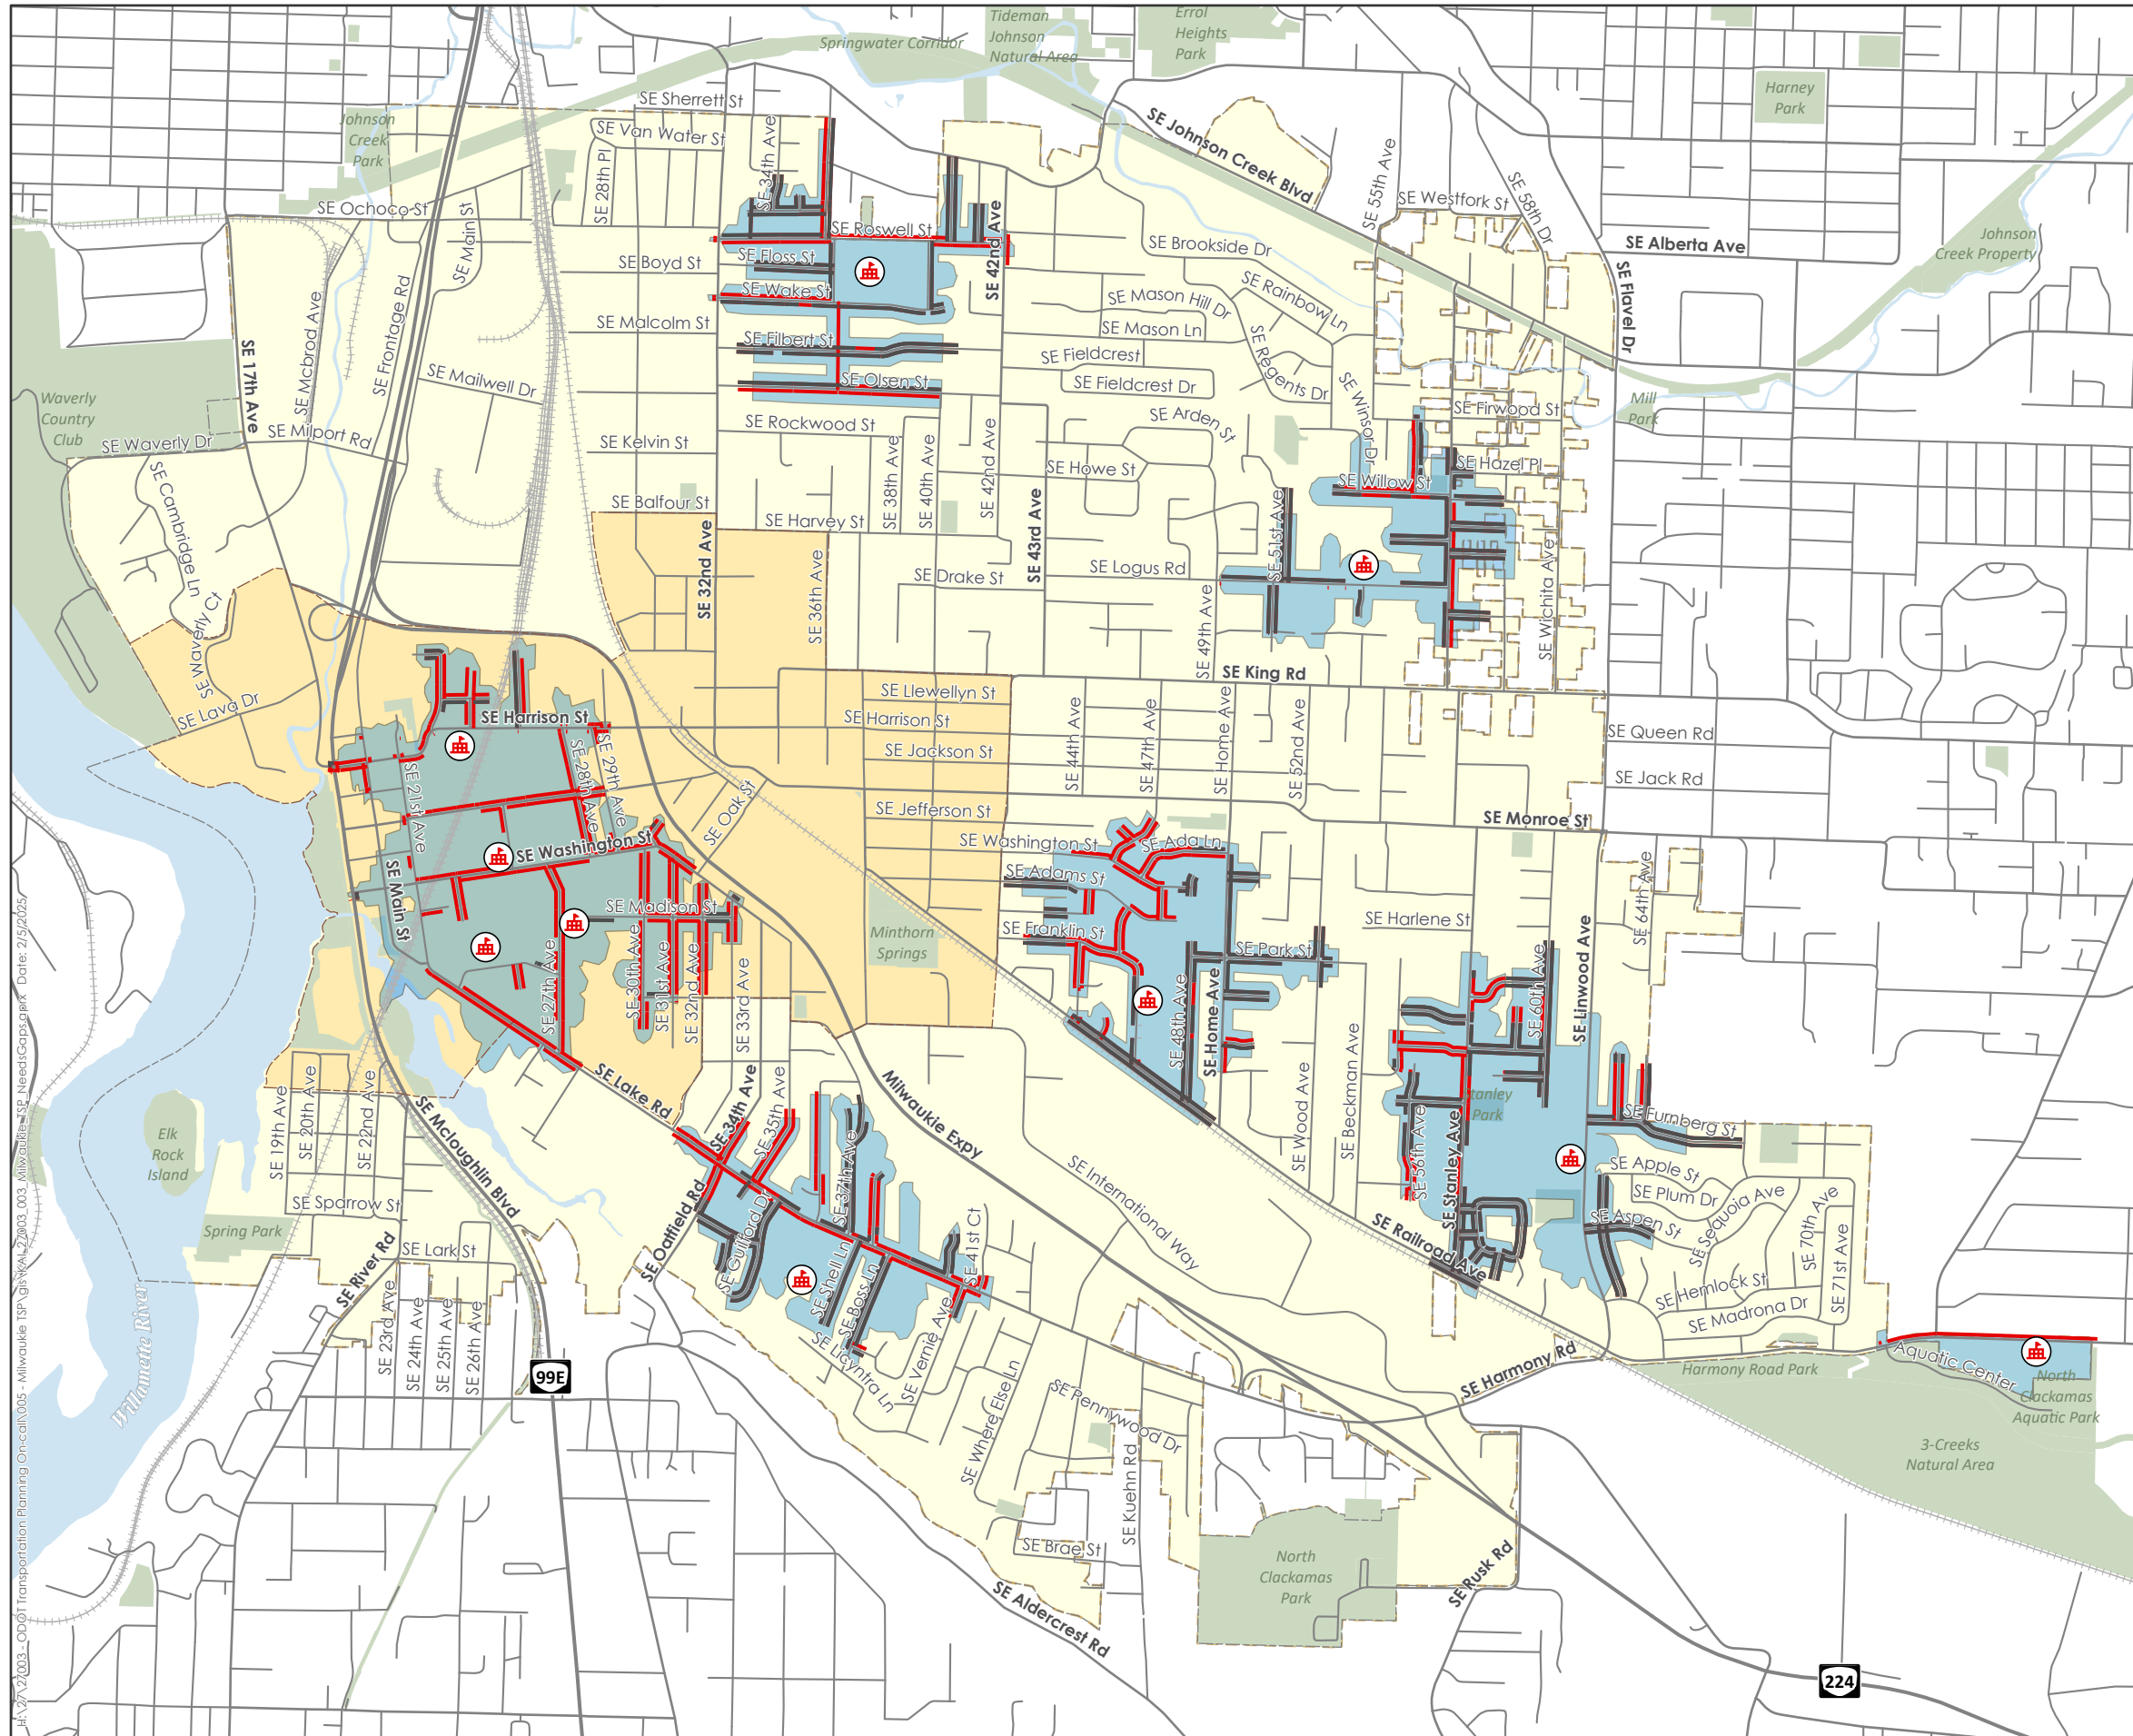 Tideman
Johnson
Natural Area
Errol
Heights
Park
Springwater Corridor
Harney
Park
SE Sherrett St
SE Van Water St
SE 34th Ave
SE 28th Pl
Johnson
Creek
Park
SE Johnson Creek Blvd
SE 55th Ave
SE Westfork St
SE 58th Dr
SE Ochoco St
SE Main St
SE Roswell St
SE 42nd Ave
SE Brookside Dr
SE Alberta Ave
Johnson
Creek Property
SE Boyd St
SE Floss St
SE Wake St
SE Malcolm St
SE Filbert St
SE Olsen St
SE Mason Hill Dr
SE Rainbow Ln
SE Mason Ln
SE Flavel Dr
SE Fieldcrest
SE Fieldcrest Dr
SE Regents Dr
SE Winsor Dr
SE 17th Ave
SE Mcbrod Ave
SE Frontage Rd
SE Mailwell Dr
SE Milport Rd
SE Waverly Dr
Waverly
Country
Club
SE Rockwood St
SE Kelvin St
SE 38th Ave
SE 40th Ave
SE 42nd Ave
SE Arden St
SE Howe St
SE Firwood St
Mill
Park
SE Hazel Pl
SE Willow St
SE Cambridge Ln
SE Balfour St
SE Harvey St
SE 32nd Ave
SE 36th Ave
SE 43rd Ave
SE 51st Ave
SE Logus Rd
SE Drake St
SE 49th Ave
SE Wichita Ave
SE Waverly Ct
SE Lava Dr
SE King Rd
SE Llewellyn St
SE Harrison St
SE Harrison St
SE Jackson St
SE 44th Ave
SE 47th Ave
SE Home Ave
SE 52nd Ave
SE Queen Rd
SE Jack Rd
SE 21st Ave
SE 28th Ave
SE 29th Ave
SE Oak St
SE Jefferson St
SE Monroe St
SE Washington St
SE Washington St
SE Ada Ln
SE Main St
SE Adams St
SE Madison St
SE Franklin St
SE Park St
SE Harlene St
SE 64th Ave
SE Linwood Ave
Minthorn
Springs
SE 27th Ave
SE 30th Ave
SE 31st Ave
SE 32nd Ave
SE 33rd Ave
SE 48th Ave
SE Home Ave
SE 60th Ave
SE Wood Ave
SE Beckman Ave
Stanley
Park
SE 56th Ave
SE Stanley Ave
SE Furnberg St
SE Apple St
SE Plum Dr
SE Sequoia Ave
SE Aspen St
SE 70th Ave
SE 71st Ave
SE Hemlock St
SE Madrona Dr
SE Lake Rd
SE 34th Ave
SE 35th Ave
SE 37th Ave
Milwaukie Expy
SE International Way
SE Railroad Ave
SE Harmony Rd
Elk
Rock
Island
SE 19th Ave
SE 20th Ave
SE 22nd Ave
SE Mcloughlin Blvd
SE Sparrow St
Spring Park
SE Lark St
SE River Rd
SE 23rd Ave
SE 24th Ave
SE 25th Ave
SE 26th Ave
SE Oatfield Rd
SE Guilford Dr
SE Shell Ln
SE Boss Ln
SE Licyntra Ln
SE Vernie Ave
SE 41st Ct
SE Where Else Ln
SE Pennywood Dr
SE Kuehn Rd
SE Brae St
SE Aldercrest Rd
SE Rusk Rd
North
Clackamas
Park
Harmony Road Park
Aquatic Center
North
Clackamas
Aquatic Park
3-Creeks
Natural Area
Willamette River
99E
224
H:\27\27003 - ODOT Transportation Planning On-call\005 - Milwaukie TSP\gis\KAI_27003_003_Milwaukie_TSP_NeedsGaps.aprx Date: 2/5/2025